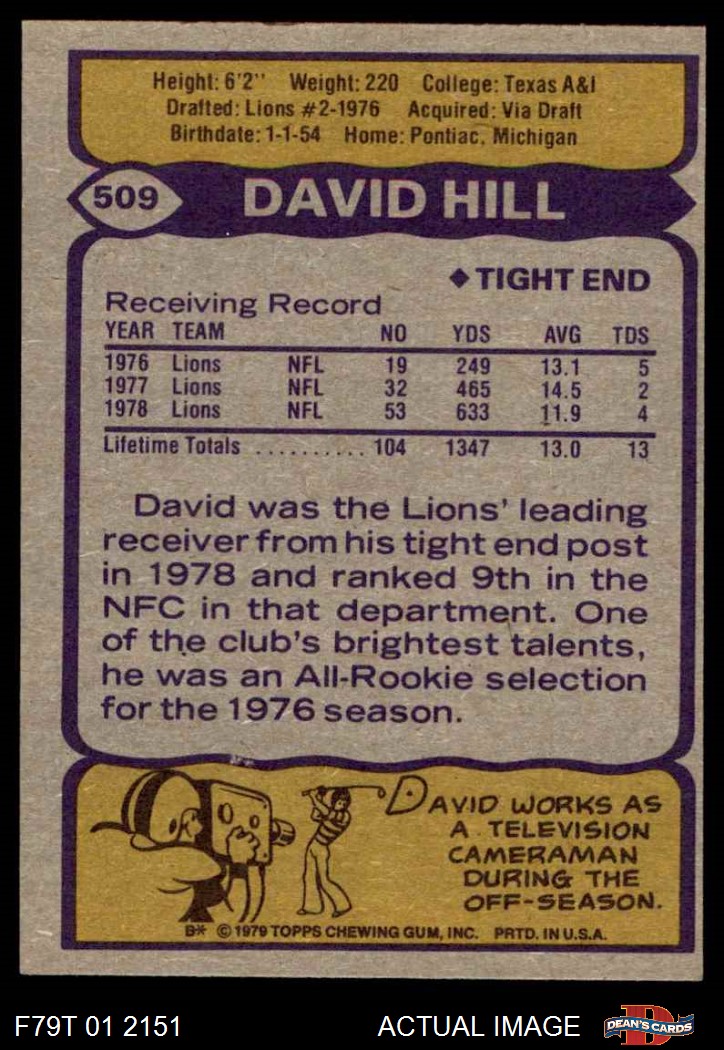 Height: 6'2" Weight: 220 College: Texas A&I
Drafted: Lions #2-1976 Acquired: Via Draft
Birthdate: 1-1-54 Home: Pontiac, Michigan
509 DAVID HILL
◆ TIGHT END
Receiving Record
YEAR TEAM NO YDS AVG TDS
1976 Lions NFL 19 249 13.1 5
1977 Lions NFL 32 465 14.5 2
1978 Lions NFL 53 633 11.9 4
Lifetime Totals .......... 104 1347 13.0 13
David was the Lions' leading
receiver from his tight end post
in 1978 and ranked 9th in the
NFC in that department. One
of the club's brightest talents,
he was an All-Rookie selection
for the 1976 season.
DAVID WORKS AS
A TELEVISION
CAMERAMAN
DURING THE
OFF-SEASON.
B* © 1979 TOPPS CHEWING GUM, INC. PRTD. IN U.S.A.
F79T 01 2151 ACTUAL IMAGE D DEAN'S CARDS